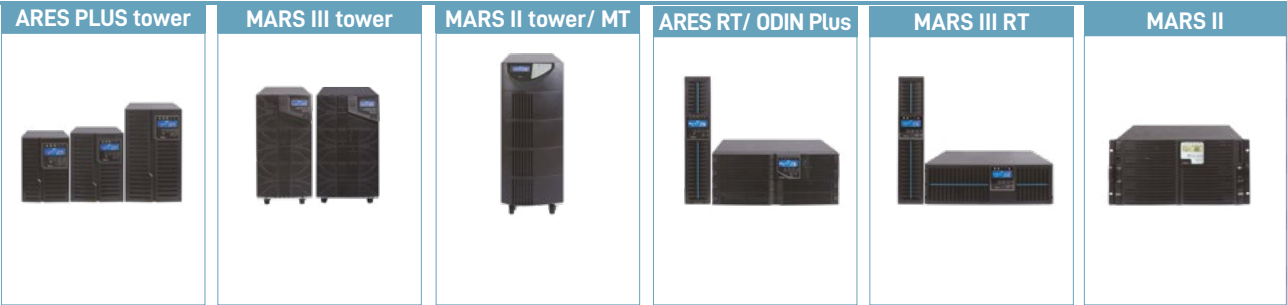 ARES PLUS tower
MARS III tower
MARS II tower/ MT
ARES RT/ ODIN Plus
MARS III RT
MARS II